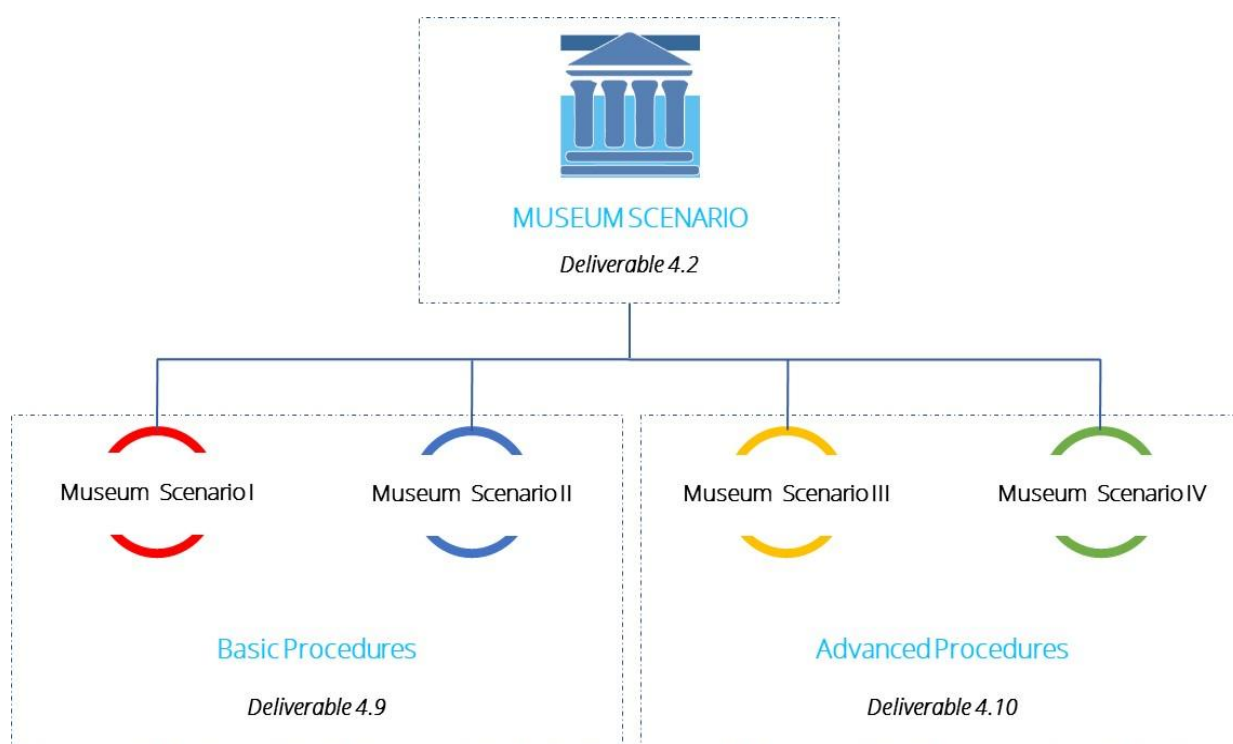 MUSEUM SCENARIO
Deliverable 4.2
Museum Scenario I
Museum Scenario II
Museum Scenario III
Museum Scenario IV
Basic Procedures
Advanced Procedures
Deliverable 4.9
Deliverable 4.10